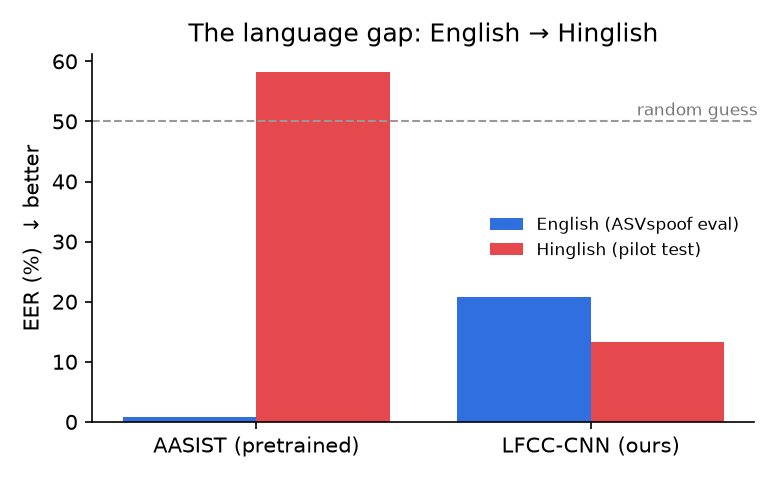 The language gap: English → Hinglish
EER (%) ↓ better
60
50
40
30
20
10
0
random guess
English (ASVspoof eval)
Hinglish (pilot test)
AASIST (pretrained)
LFCC-CNN (ours)